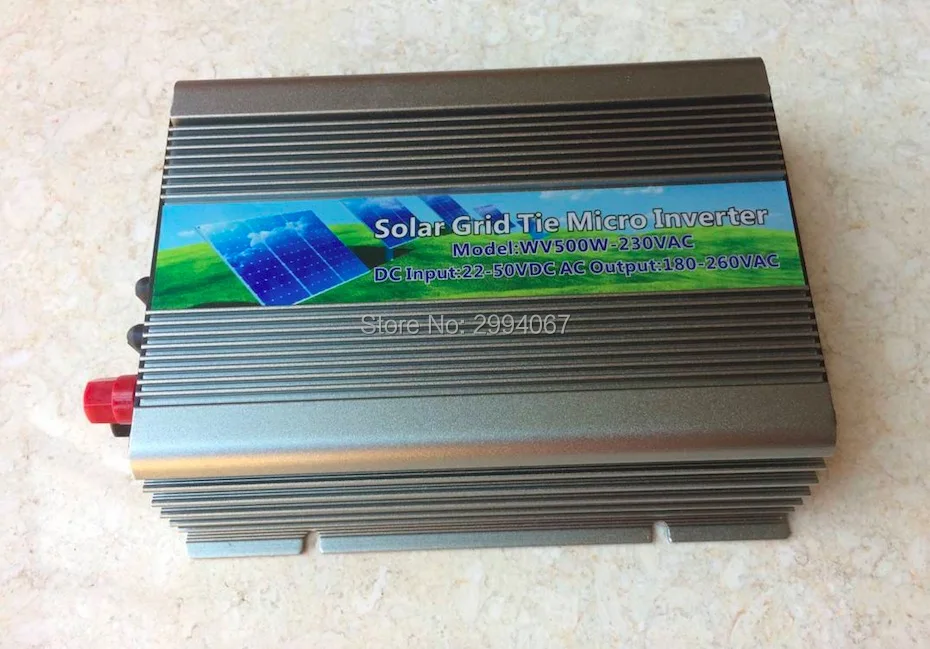 Solar Grid Tie Micro Inverter
Model:WV500W-230VAC
DC Input:22-50VDC AC Output:180-260VAC
Store No: 2994067